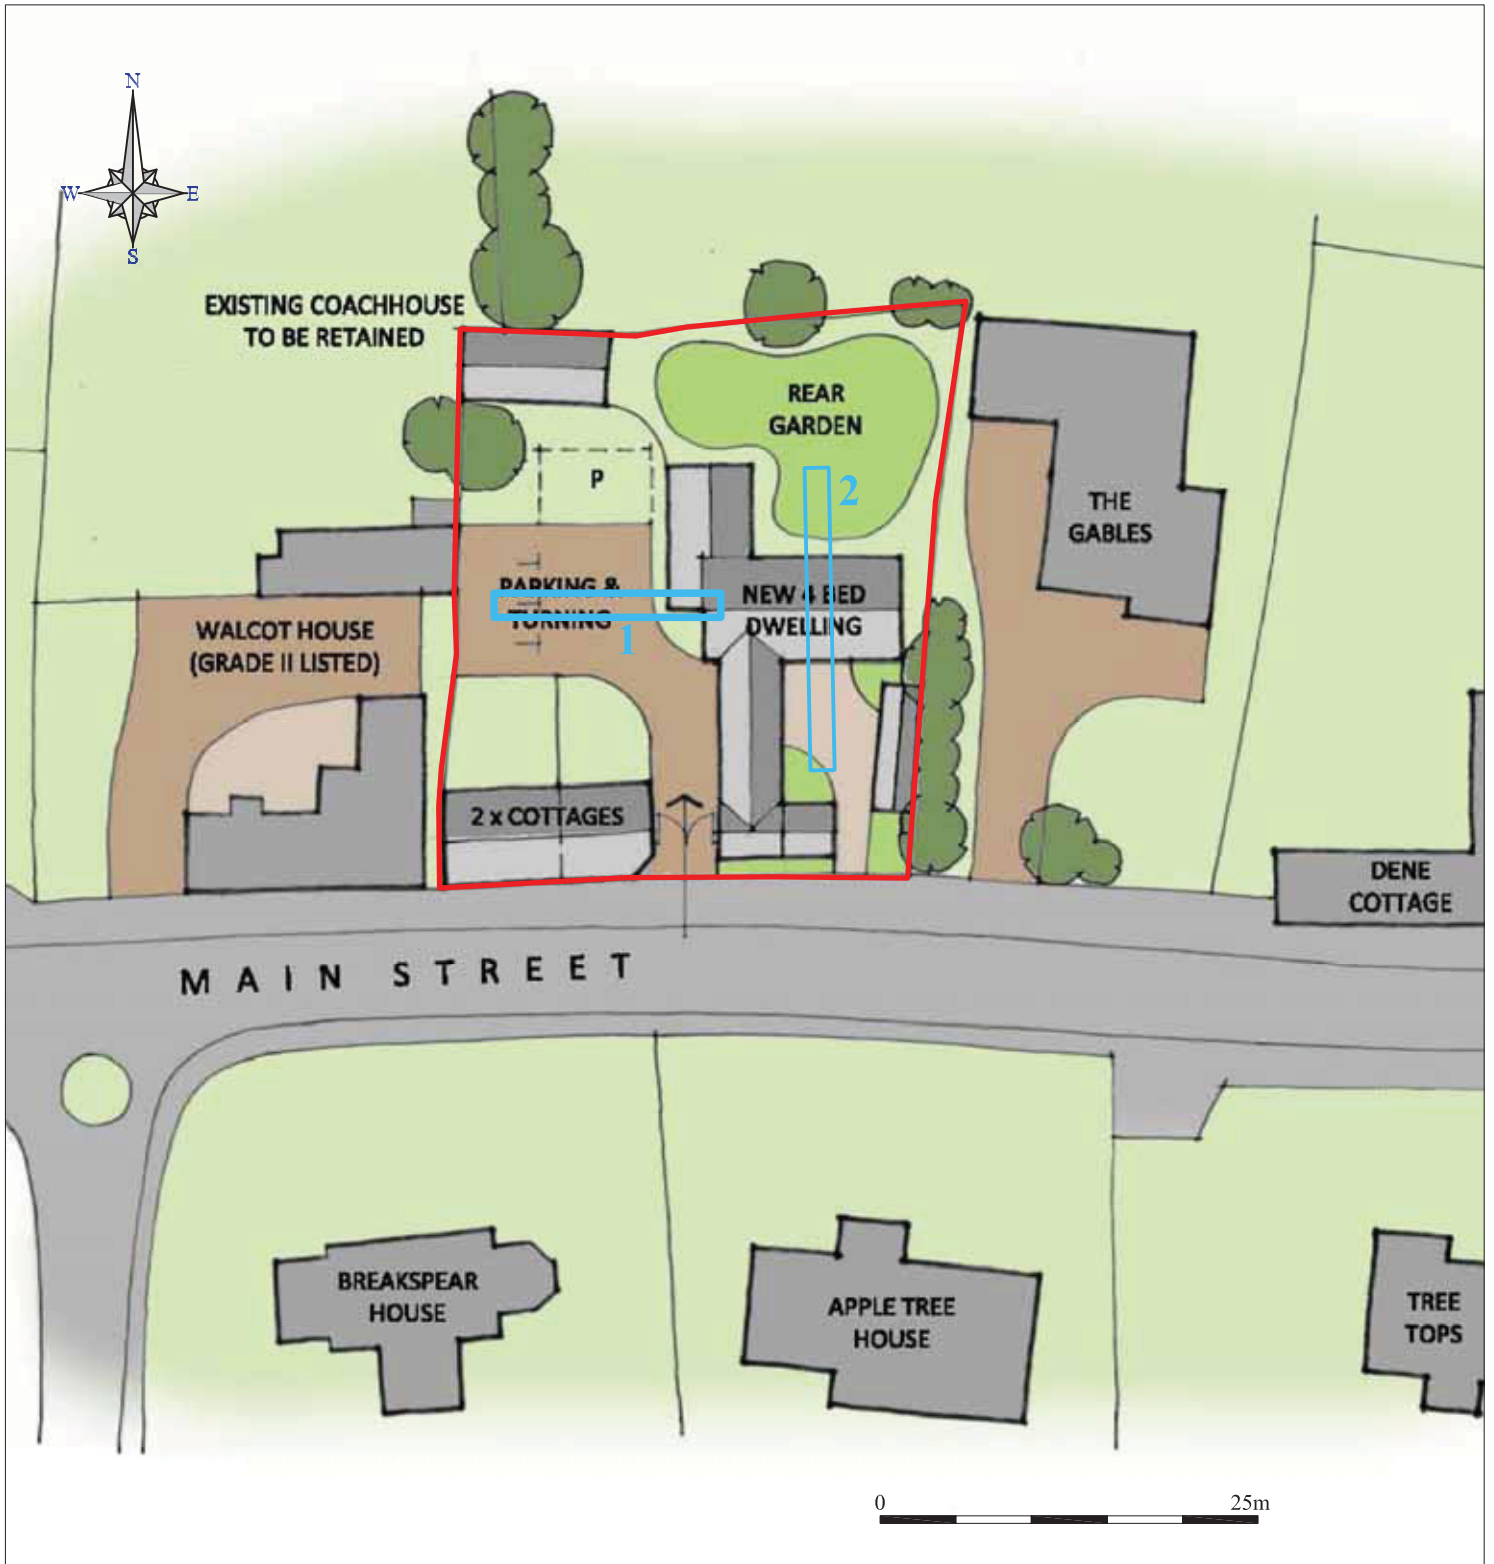 N
W E
S
EXISTING COACHHOUSE
TO BE RETAINED
REAR
GARDEN
P
2
THE
GABLES
PARKING &
TURNING
1
NEW 4 BED
DWELLING
WALCOT HOUSE
(GRADE II LISTED)
2 x COTTAGES
DENE
COTTAGE
MAIN STREET
BREAKSPEAR
HOUSE
APPLE TREE
HOUSE
TREE
TOPS
0 25m